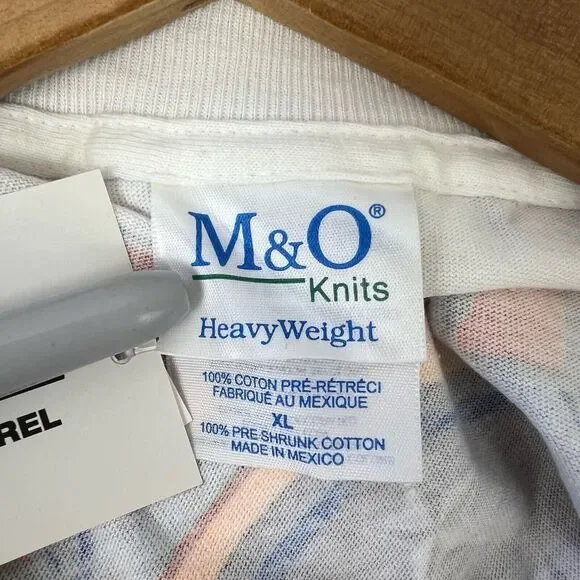 M&O®
Knits
HeavyWeight
100% COTON PRÉ-RÉTRÉCI
FABRIQUÉ AU MEXIQUE
XL
100% PRE-SHRUNK COTTON
MADE IN MEXICO
REL